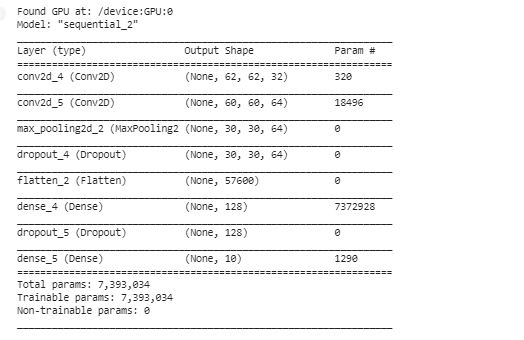 Found GPU at: /device:GPU:0
Model: "sequential_2"
Layer (type) Output Shape Param #
conv2d_4 (Conv2D) (None, 62, 62, 32) 320
conv2d_5 (Conv2D) (None, 60, 60, 64) 18496
max_pooling2d_2 (MaxPooling2 (None, 30, 30, 64) 0
dropout_4 (Dropout) (None, 30, 30, 64) 0
flatten_2 (Flatten) (None, 57600) 0
dense_4 (Dense) (None, 128) 7372928
dropout_5 (Dropout) (None, 128) 0
dense_5 (Dense) (None, 10) 1290
Total params: 7,393,034
Trainable params: 7,393,034
Non-trainable params: 0